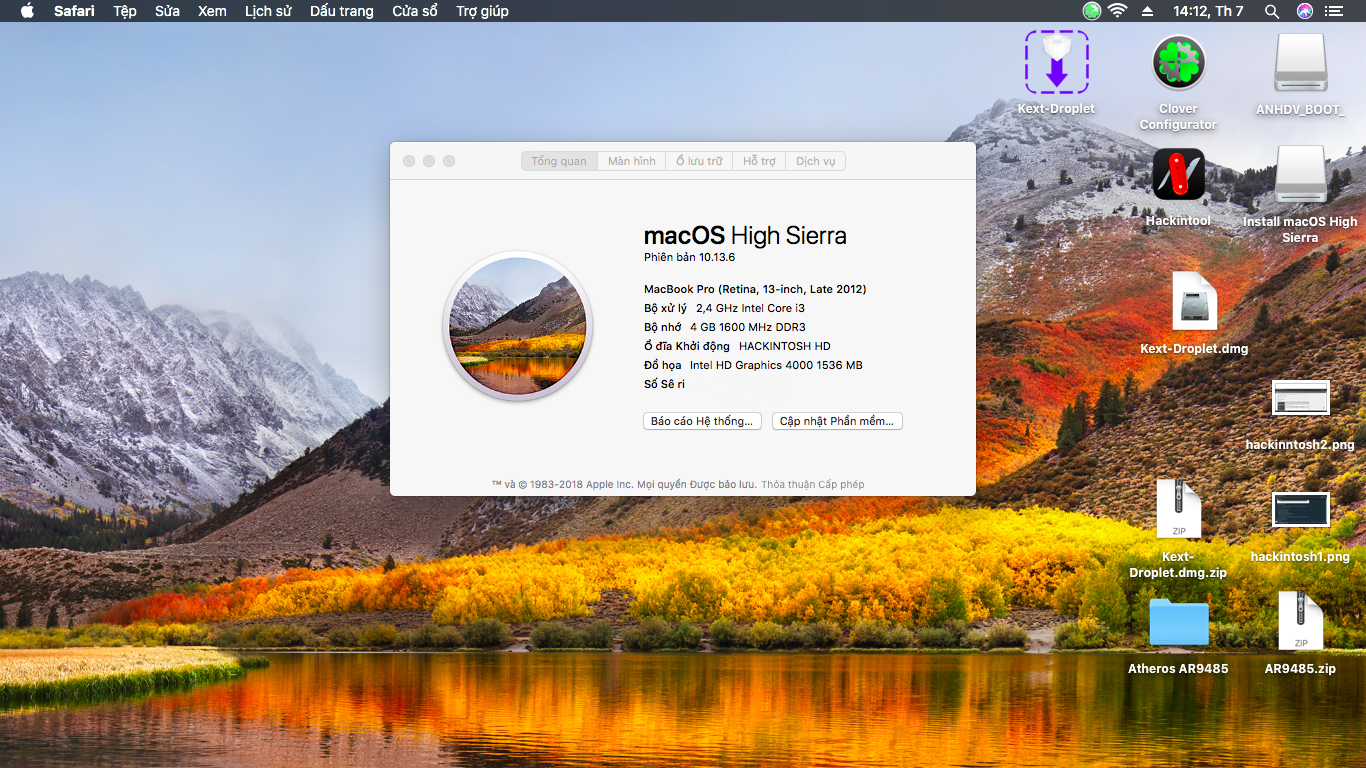 Safari Tệp Sửa Xem Lịch sử Dấu trang Cửa sổ Trợ giúp 14:12, Th 7
Kext-Droplet
Clover
Configurator
ANHDV_BOOT_
Tổng quan Màn hình Ổ lưu trữ Hỗ trợ Dịch vụ
Hackintool
Install macOS High
Sierra
macOS High Sierra
Phiên bản 10.13.6
MacBook Pro (Retina, 13-inch, Late 2012)
Bộ xử lý 2,4 GHz Intel Core i3
Bộ nhớ 4 GB 1600 MHz DDR3
Ổ đĩa Khởi động HACKINTOSH HD
Đồ họa Intel HD Graphics 4000 1536 MB
Số Sê ri
Báo cáo Hệ thống... Cập nhật Phần mềm...
™ và © 1983-2018 Apple Inc. Mọi quyền Được bảo lưu. Thỏa thuận Cấp phép
Kext-Droplet.dmg
hackinntosh2.png
ZIP
Kext-
Droplet.dmg.zip
hackintosh1.png
ZIP
Atheros AR9485
AR9485.zip